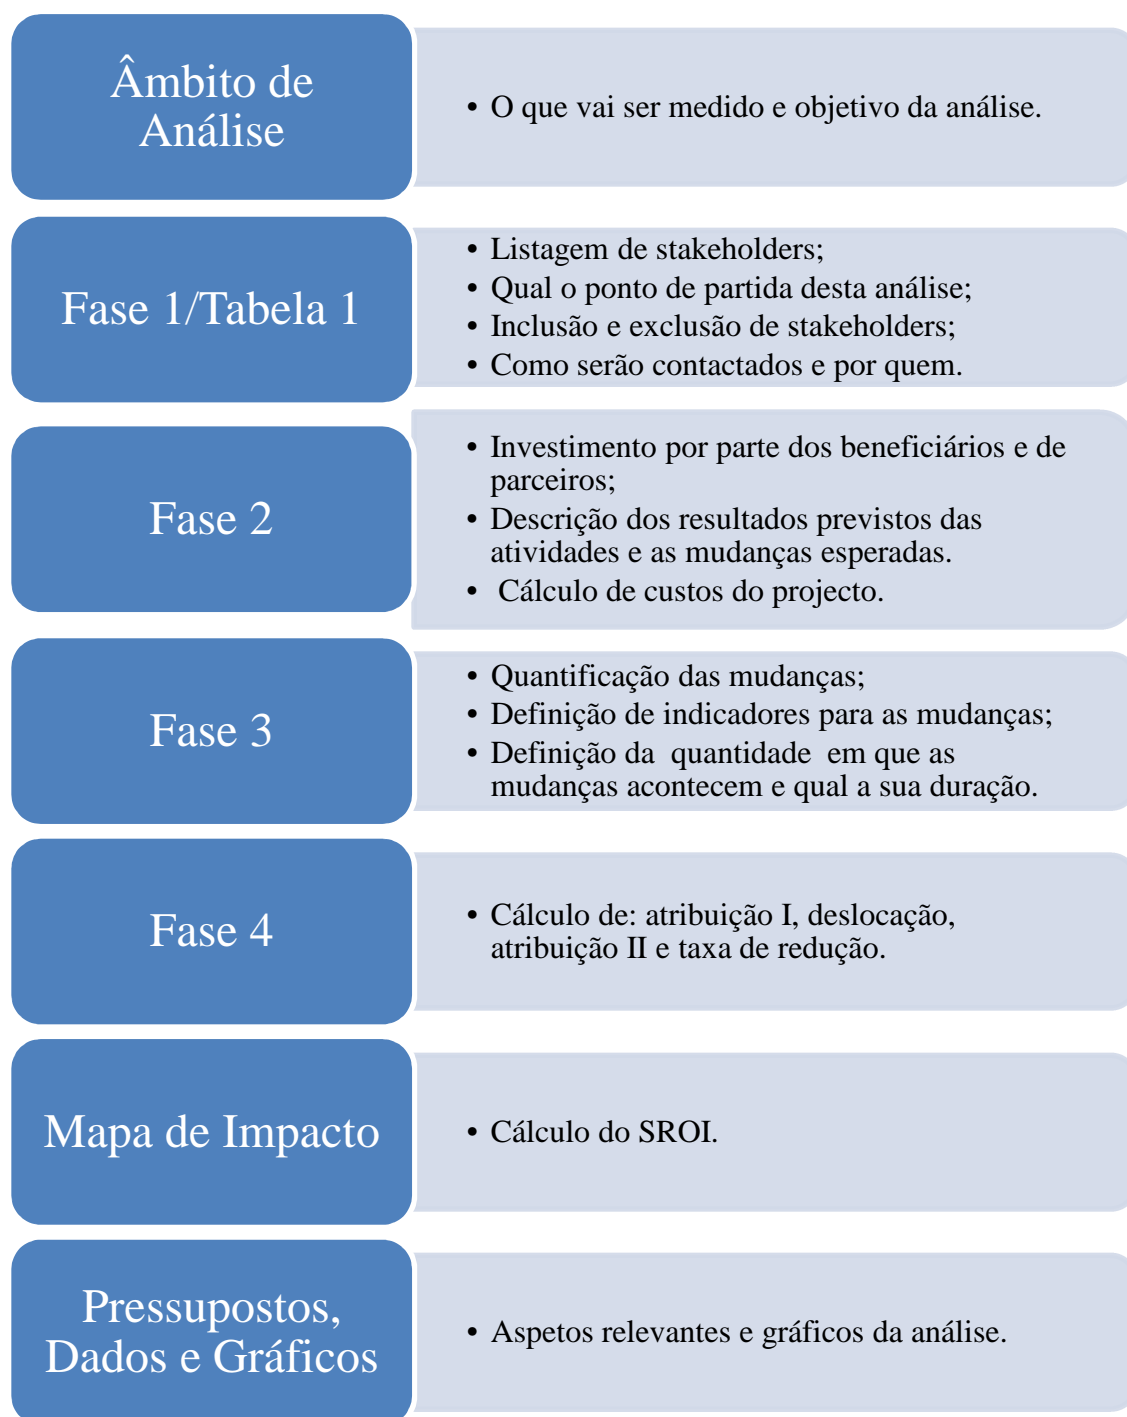 Âmbito de
Análise
• O que vai ser medido e objetivo da análise.
Fase 1/Tabela 1
• Listagem de stakeholders;
• Qual o ponto de partida desta análise;
• Inclusão e exclusão de stakeholders;
• Como serão contactados e por quem.
Fase 2
• Investimento por parte dos beneficiários e de
parceiros;
• Descrição dos resultados previstos das
atividades e as mudanças esperadas.
• Cálculo de custos do projecto.
Fase 3
• Quantificação das mudanças;
• Definição de indicadores para as mudanças;
• Definição da quantidade em que as
mudanças acontecem e qual a sua duração.
Fase 4
• Cálculo de: atribuição I, deslocação,
atribuição II e taxa de redução.
Mapa de Impacto
• Cálculo do SROI.
Pressupostos,
Dados e Gráficos
• Aspetos relevantes e gráficos da análise.